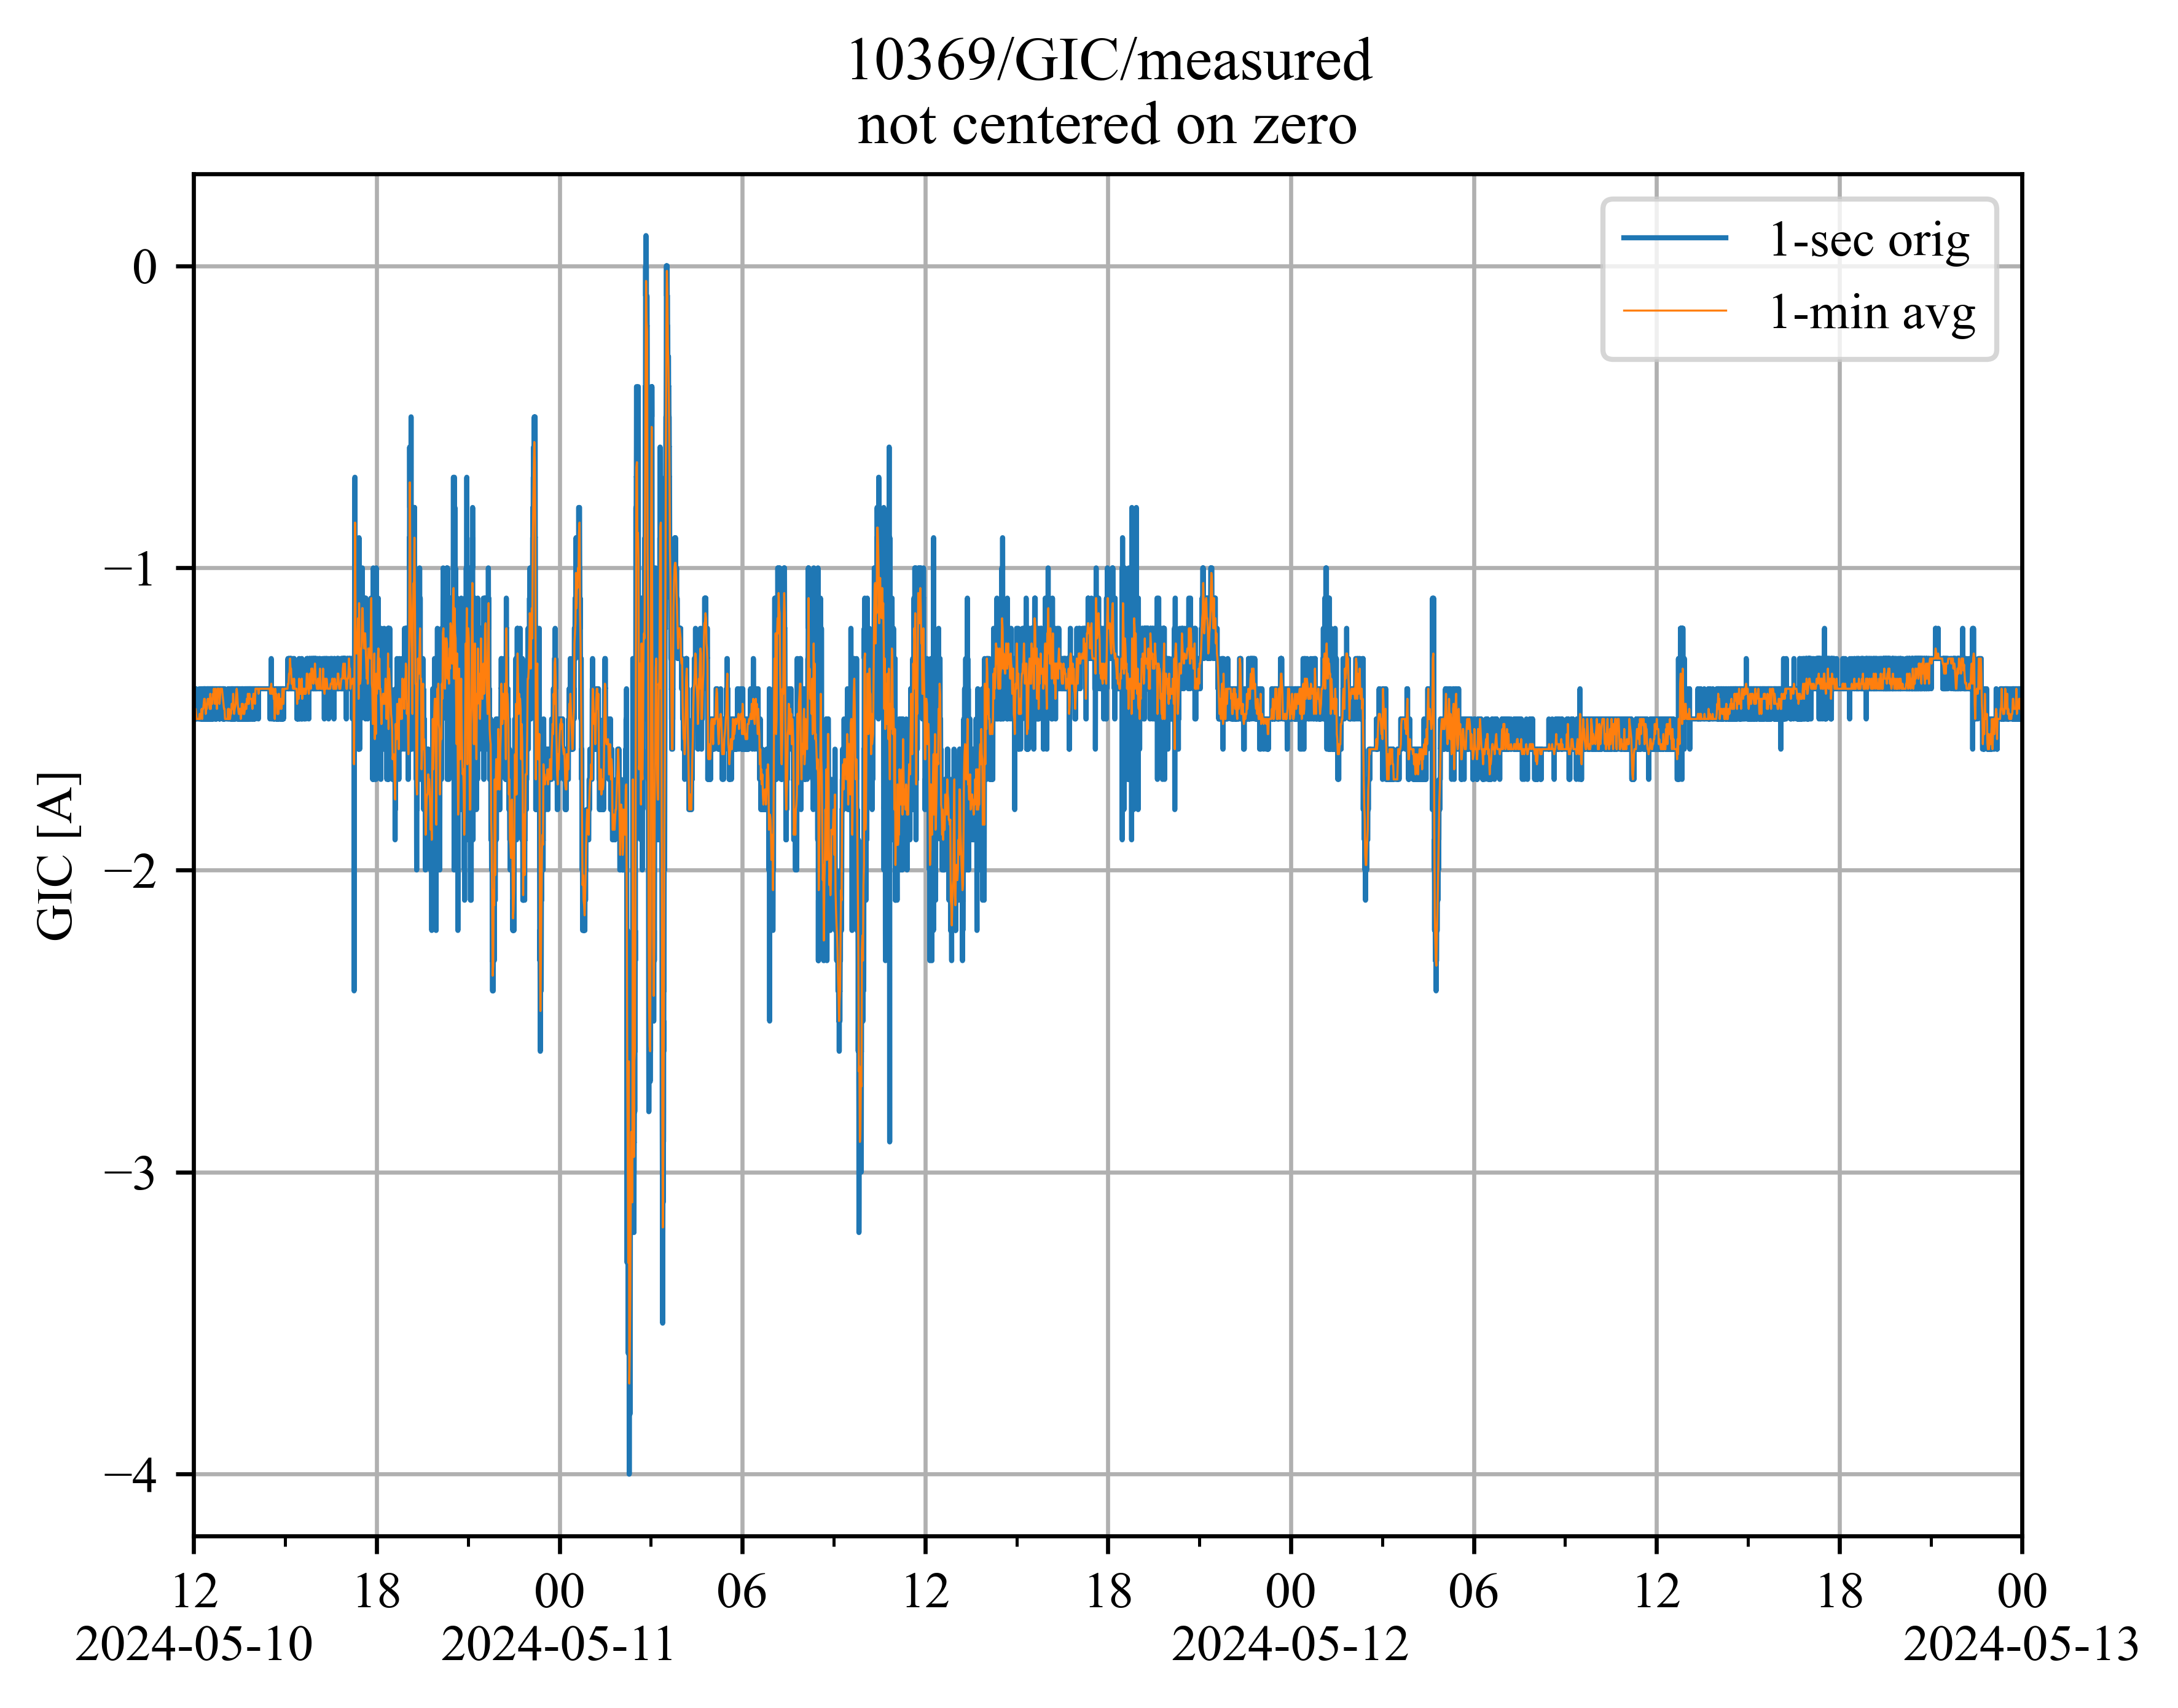 10369/GIC/measured
not centered on zero
1-sec orig
1-min avg
GIC [A]
0
−1
−2
−3
−4
12 18 00 06 12 18 00 06 12 18 00
2024-05-10 2024-05-11 2024-05-12 2024-05-13